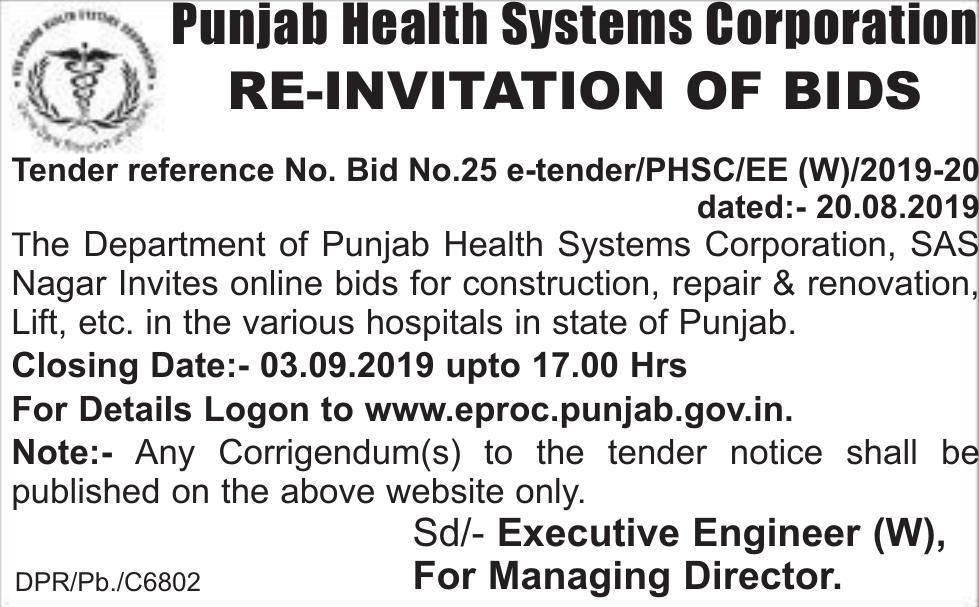 Punjab Health Systems Corporation
RE-INVITATION OF BIDS
Tender reference No. Bid No.25 e-tender/PHSC/EE (W)/2019-20
dated:- 20.08.2019
The Department of Punjab Health Systems Corporation, SAS
Nagar Invites online bids for construction, repair & renovation,
Lift, etc. in the various hospitals in state of Punjab.
Closing Date:- 03.09.2019 upto 17.00 Hrs
For Details Logon to www.eproc.punjab.gov.in.
Note:- Any Corrigendum(s) to the tender notice shall be
published on the above website only.
Sd/- Executive Engineer (W),
DPR/Pb./C6802 For Managing Director.